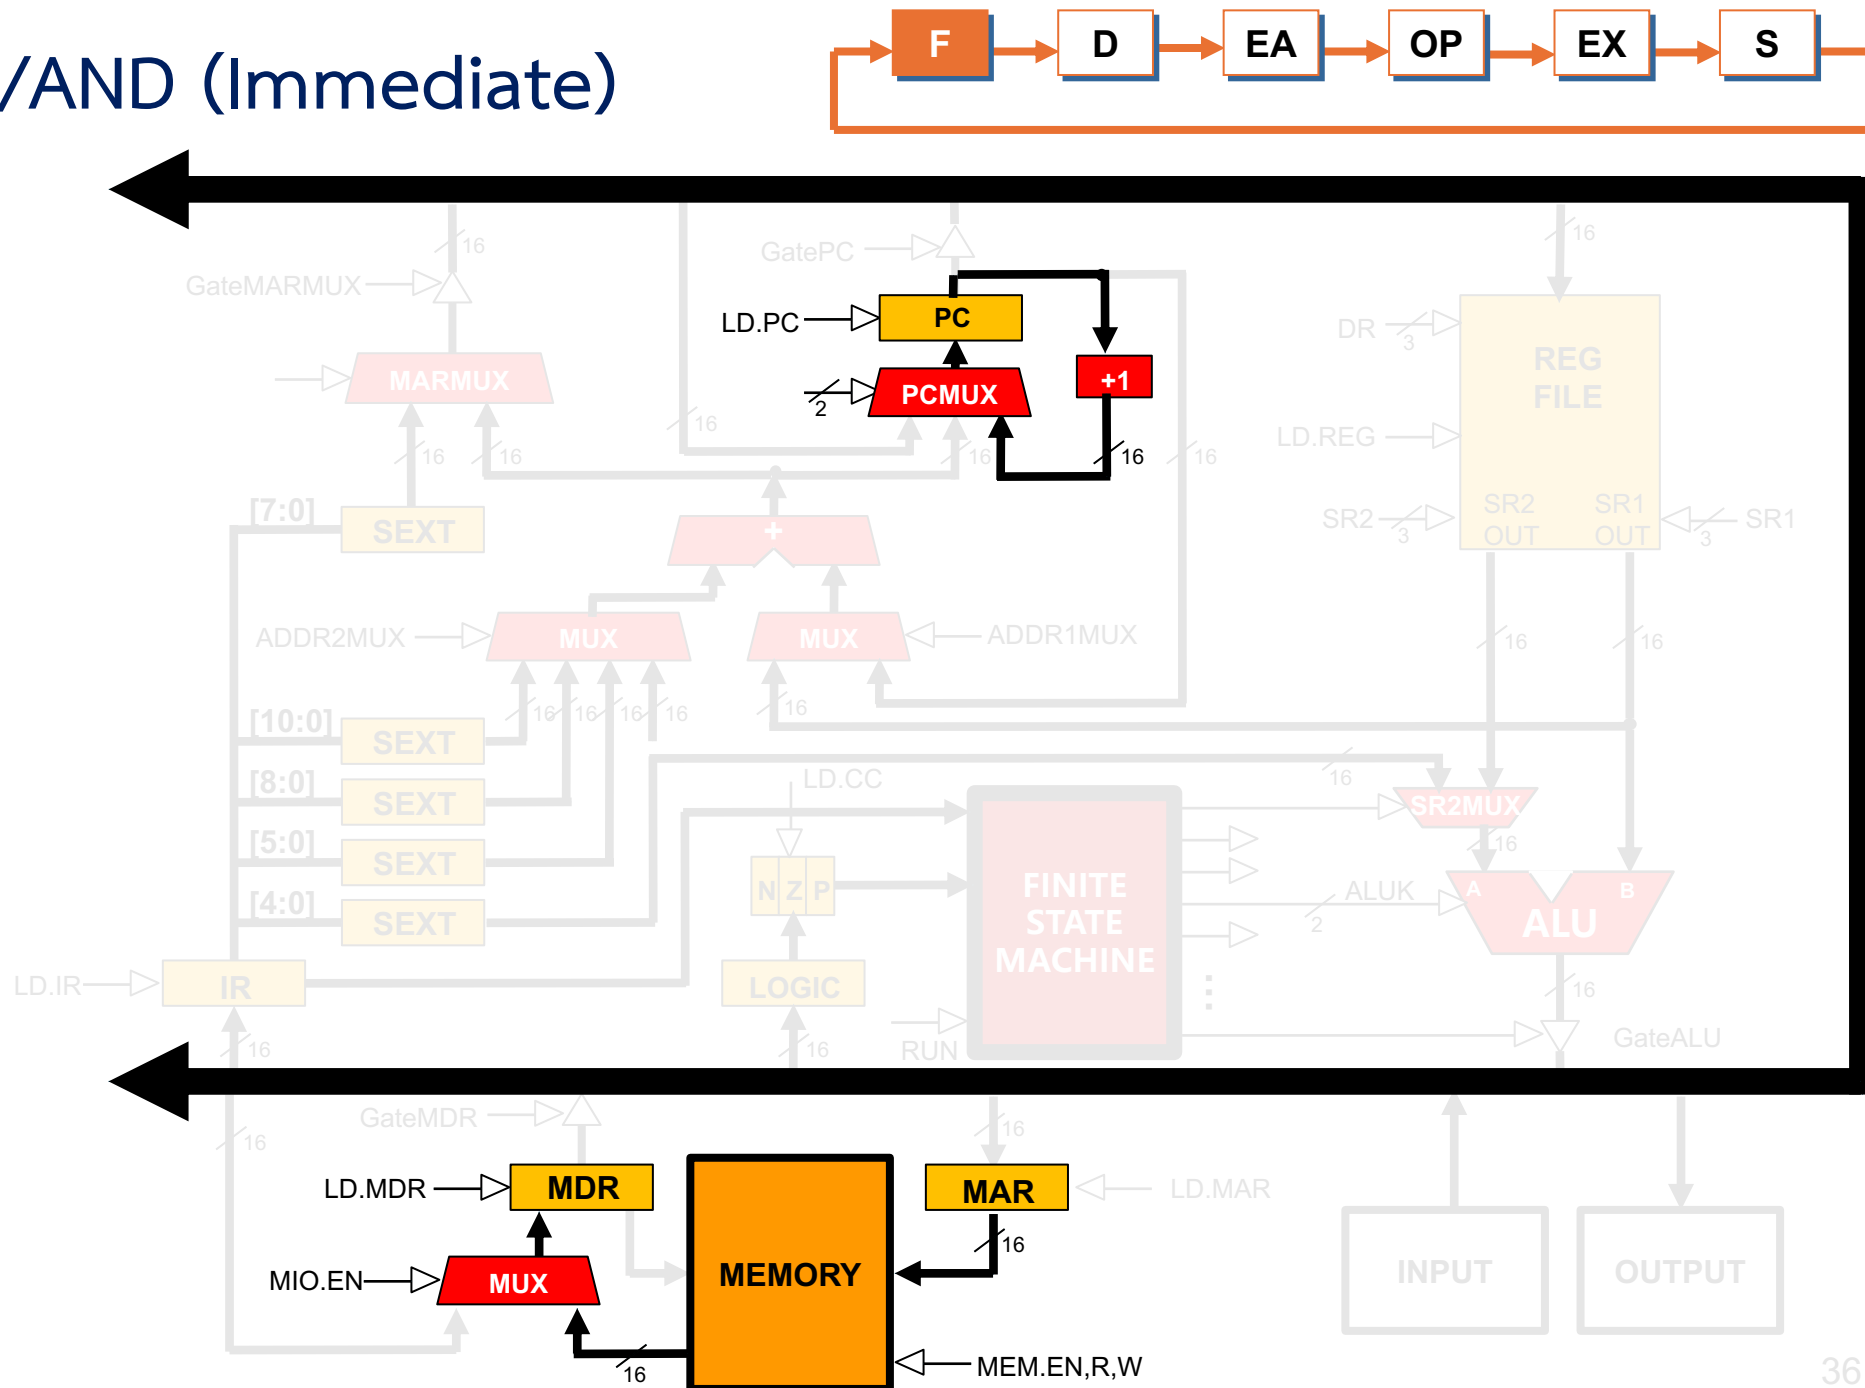 /AND (Immediate)
F D EA OP EX S
16
GateMARMUX
GatePC
16
LD.PC
PC
DR
3
REG
FILE
MARMUX
2
PCMUX
+1
16
LD.REG
16
16
16
16
16
[7:0]
SEXT
+
SR2
3
SR2
OUT
SR1
OUT
3
SR1
ADDR2MUX
MUX
MUX
ADDR1MUX
16
16
16
16
16
16
16
[10:0]
SEXT
[8:0]
SEXT
LD.CC
16
SR2MUX
[5:0]
SEXT
16
N Z P
FINITE
STATE
MACHINE
ALUK
2
A
B
ALU
[4:0]
SEXT
LD.IR
IR
LOGIC
...
16
16
16
RUN
GateALU
GateMDR
16
16
LD.MDR
MDR
MAR
LD.MAR
16
MIO.EN
MUX
MEMORY
INPUT
OUTPUT
16
MEM.EN,R,W
36